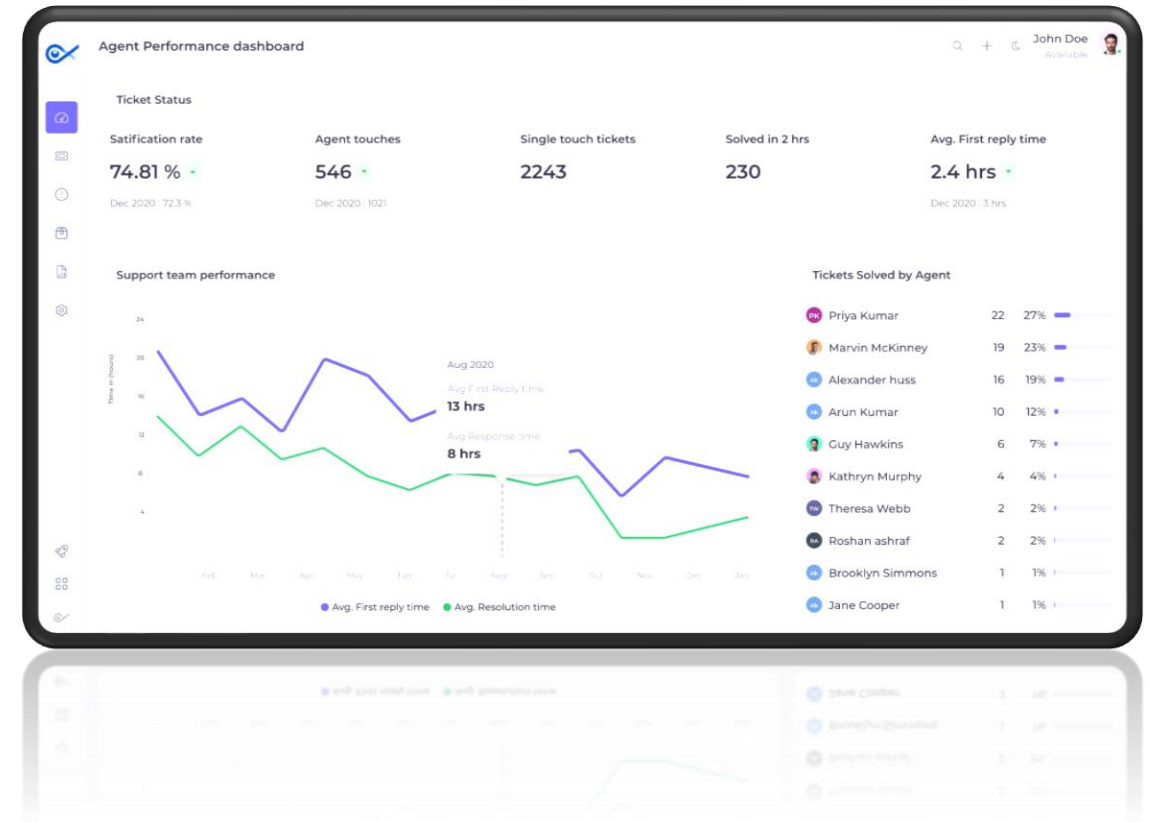 Agent Performance dashboard
John Doe
Available
Ticket Status
Satification rate
Agent touches
Single touch tickets
Solved in 2 hrs
Avg. First reply time
74.81 %
546
2243
230
2.4 hrs
Dec 2020 : 72.3 %
Dec 2020 : 1021
Dec 2020 : 3 hrs
Support team performance
Time in (hours)
24
20
16
12
8
4
Aug 2020
Avg First Reply time
13 hrs
Avg Response time
8 hrs
Feb Mar Apr May Jun Jul Aug Sep Oct Nov Dec Jan
Avg. First reply time Avg. Resolution time
Tickets Solved by Agent
PK Priya Kumar 22 27%
Marvin McKinney 19 23%
Alexander huss 16 19%
Arun Kumar 10 12%
Guy Hawkins 6 7%
Kathryn Murphy 4 4%
TW Theresa Webb 2 2%
RA Roshan ashraf 2 2%
Brooklyn Simmons 1 1%
Jane Cooper 1 1%